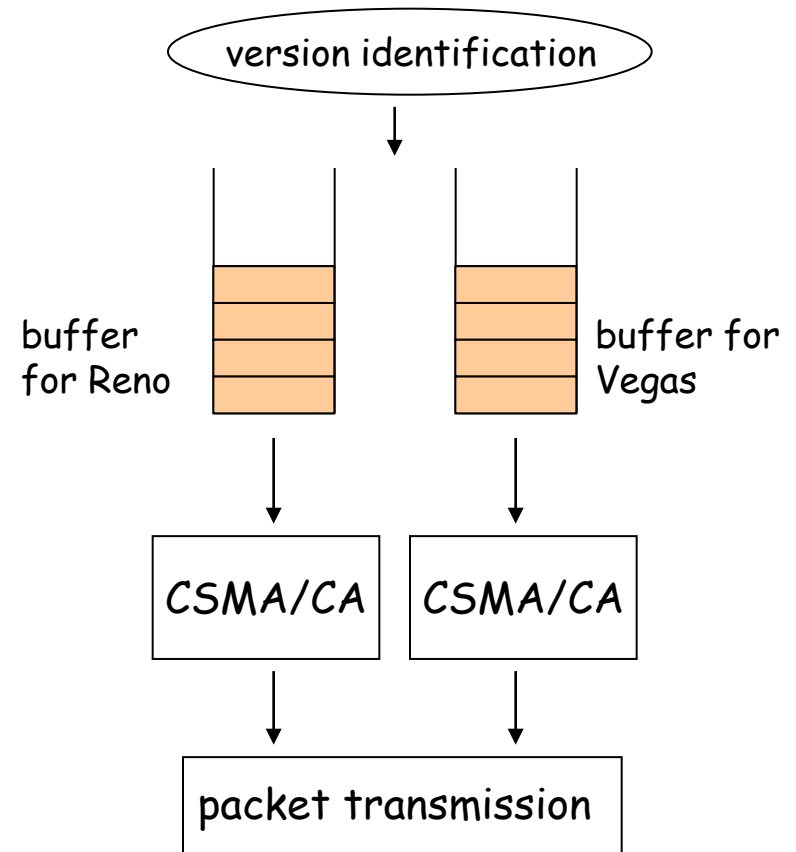 version identification
buffer
for Reno
buffer for
Vegas
CSMA/CA
CSMA/CA
packet transmission